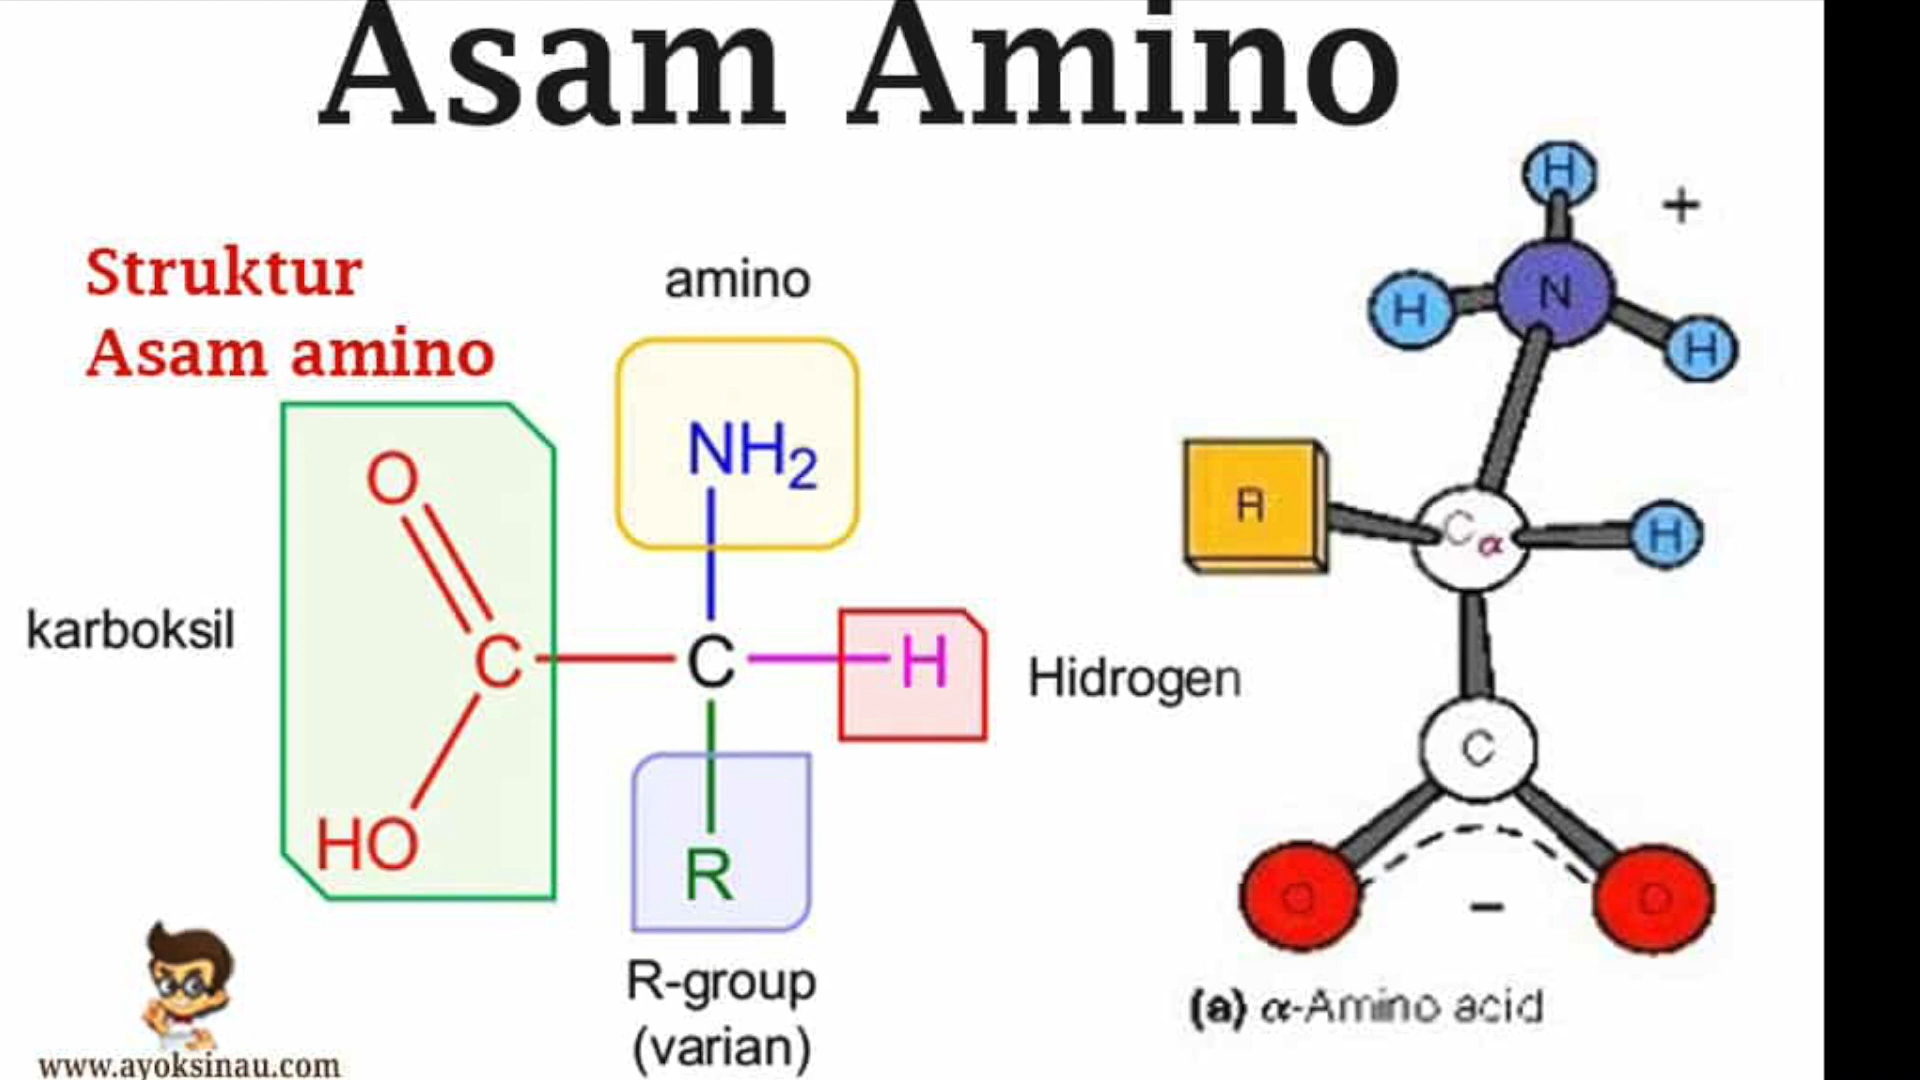 Asam Amino
Struktur
Asam amino
amino
karboksil
O
NH2
C
C
H
HO
R
Hidrogen
R-group
(varian)
H
+
N
H
H
R
Cα
H
C
O
O
−
(a) α-Amino acid
www.ayoksinau.com